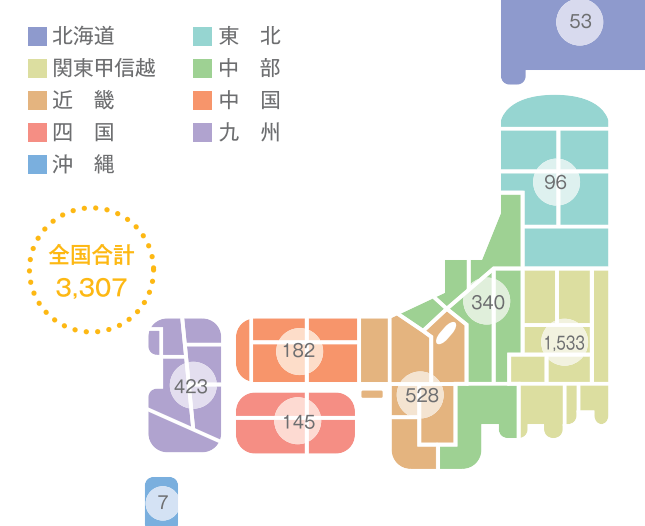 北海道
東 北
関東甲信越
中 部
近 畿
中 国
四 国
九 州
沖 縄
全国合計
3,307
53
96
340
1,533
182
528
423
145
7